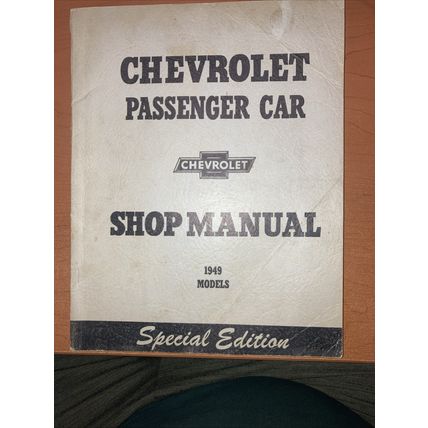 CHEVROLET
PASSENGER CAR
CHEVROLET
SHOP MANUAL
1949
MODELS
Special Edition